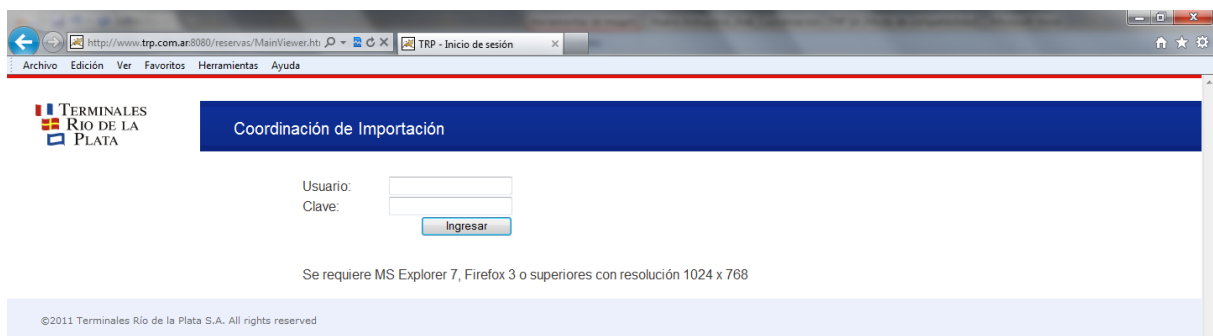 http://www.trp.com.ar:8080/reservas/MainViewer.ht
TRP - Inicio de sesión
Archivo Edición Ver Favoritos Herramientas Ayuda
TERMINALES
RIO DE LA
PLATA
Coordinación de Importación
Usuario:
Clave:
Ingresar
Se requiere MS Explorer 7, Firefox 3 o superiores con resolución 1024 x 768
©2011 Terminales Río de la Plata S.A. All rights reserved